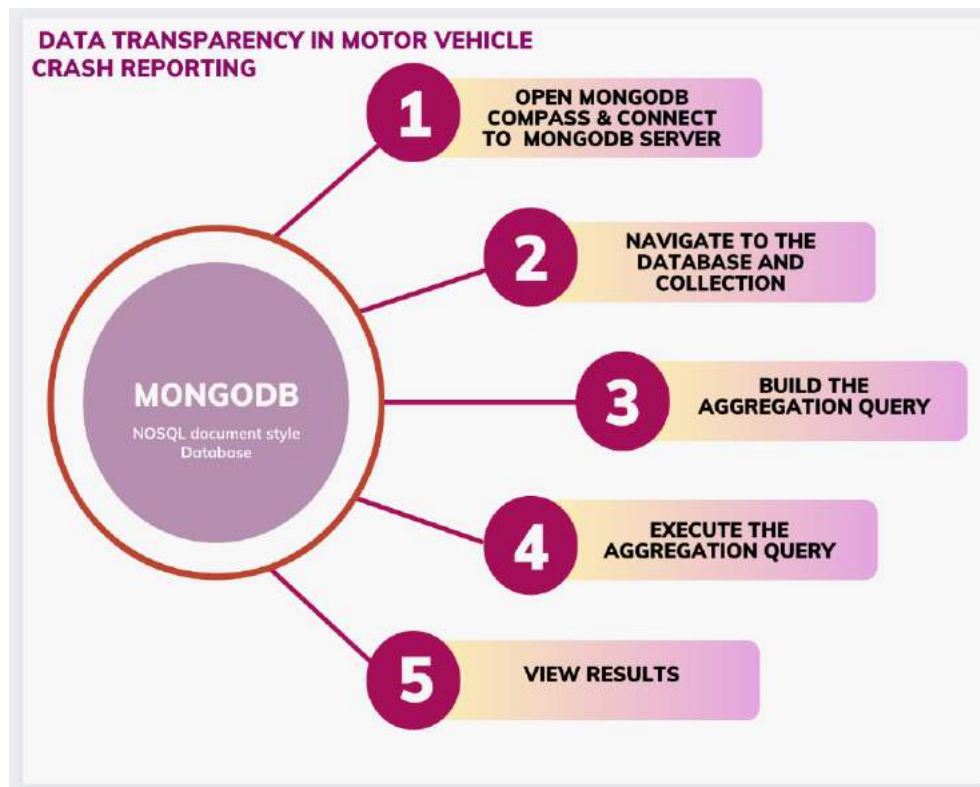 DATA TRANSPARENCY IN MOTOR VEHICLE
CRASH REPORTING
1
OPEN MONGODB
COMPASS & CONNECT
TO MONGODB SERVER
2
NAVIGATE TO THE
DATABASE AND
COLLECTION
MONGODB
NOSQL document style
Database
3
BUILD THE
AGGREGATION QUERY
4
EXECUTE THE
AGGREGATION QUERY
5
VIEW RESULTS